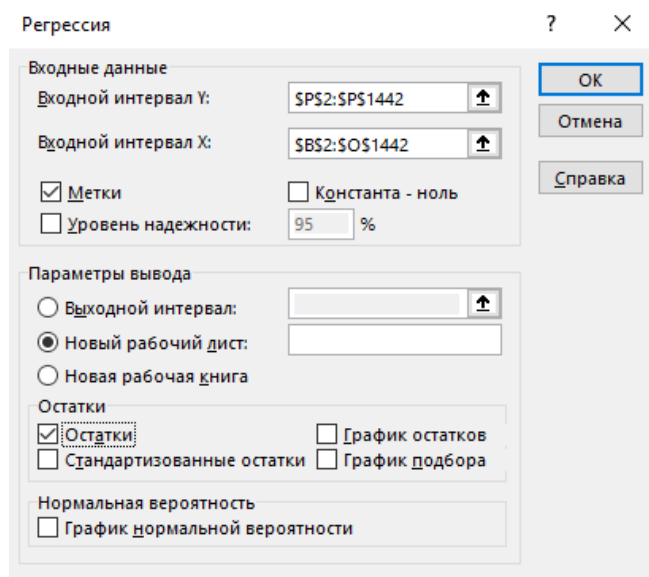 Регрессия ? ×
Входные данные
Входной интервал Y: $P$2:$P$1442
Входной интервал X: $B$2:$O$1442
Метки Константа - ноль
Уровень надежности: 95 %
ОК
Отмена
Справка
Параметры вывода
Выходной интервал:
Новый рабочий лист:
Новая рабочая книга
Остатки
Остатки График остатков
Стандартизованные остатки График подбора
Нормальная вероятность
График нормальной вероятности